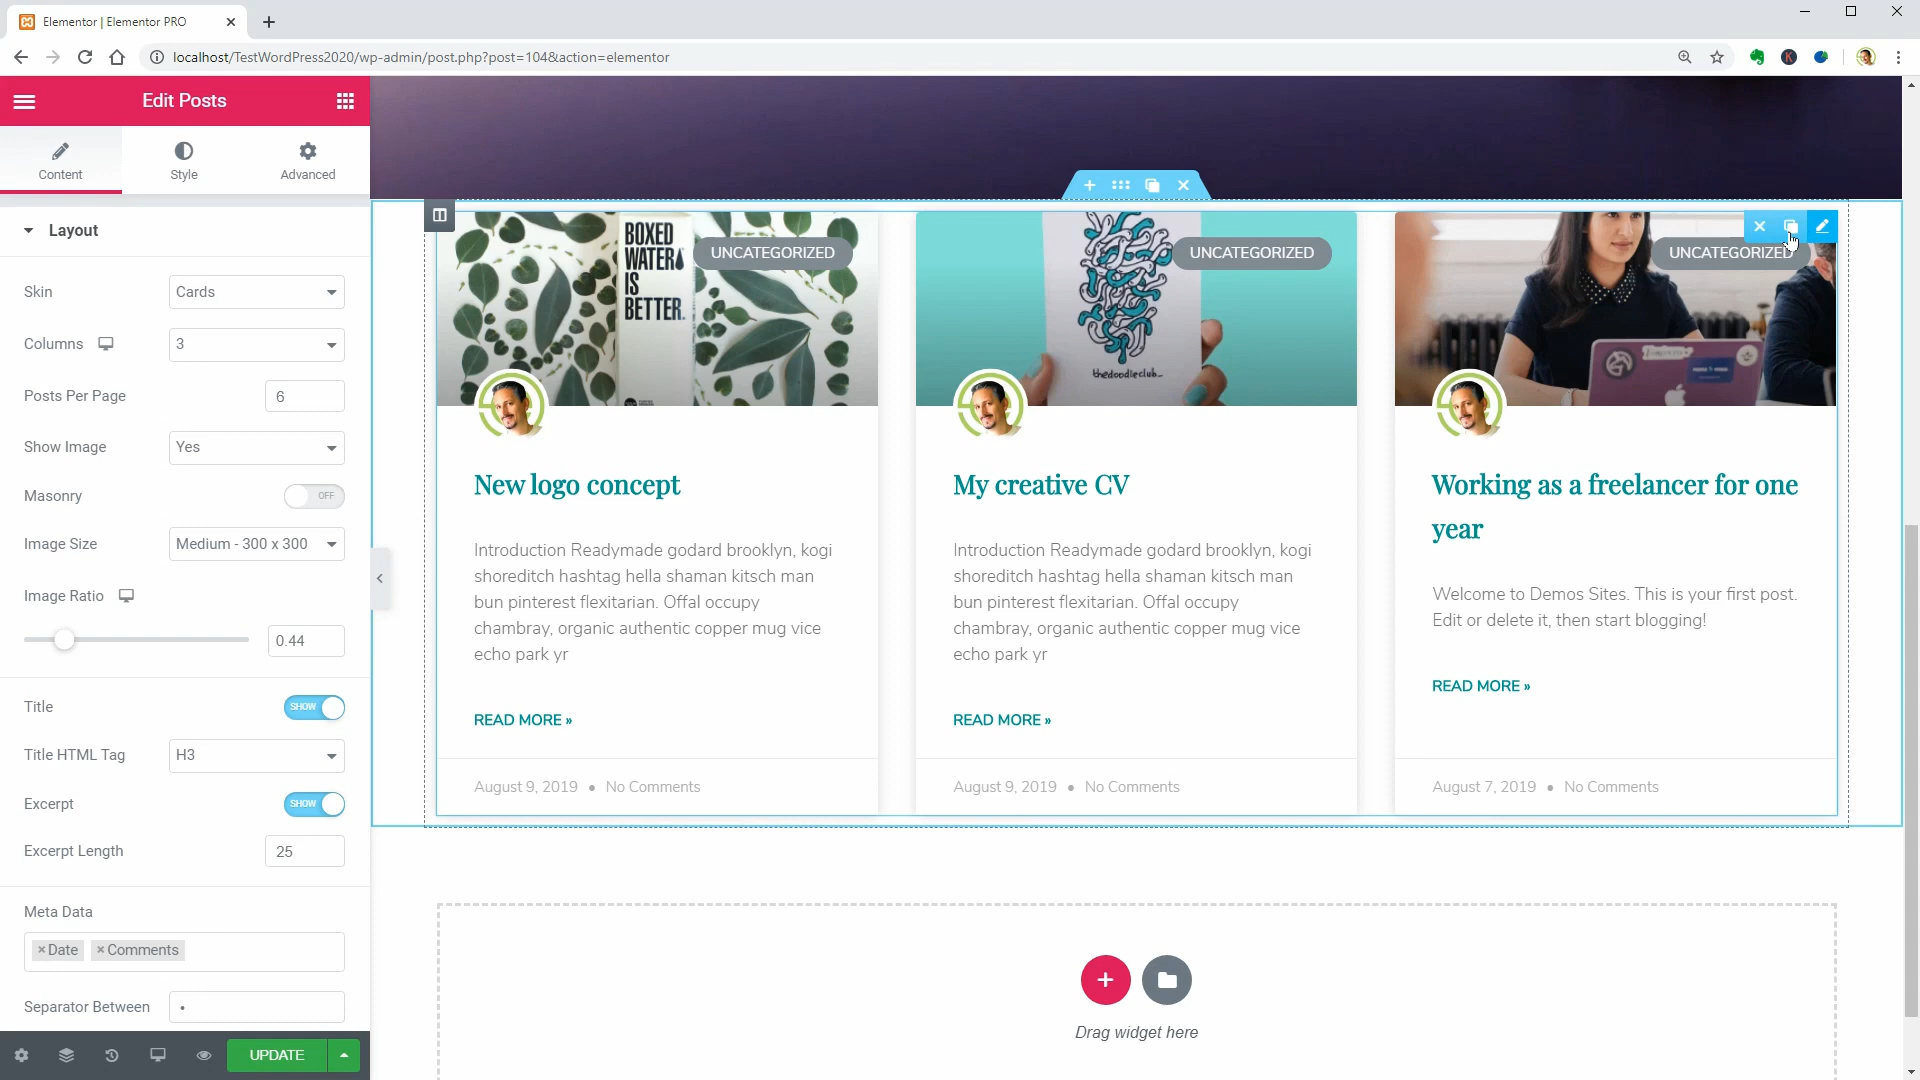 Elementor | Elementor PRO
localhost/TestWordPress2020/wp-admin/post.php?post=104&action=elementor
K
Edit Posts
Content
Style
Advanced
Layout
Skin
Cards
Columns
3
Posts Per Page
6
Show Image
Yes
Masonry
OFF
Image Size
Medium - 300 x 300
Image Ratio
0.44
Title
SHOW
Title HTML Tag
H3
Excerpt
SHOW
Excerpt Length
25
Meta Data
×Date ×Comments
Separator Between
•
UPDATE
BOXED
WATER
IS
BETTER.
UNCATEGORIZED
New logo concept
Introduction Readymade godard brooklyn, kogi
shoreditch hashtag hella shaman kitsch man
bun pinterest flexitarian. Offal occupy
chambray, organic authentic copper mug vice
echo park yr
READ MORE »
August 9, 2019 • No Comments
UNCATEGORIZED
thedoodleclub_
My creative CV
Introduction Readymade godard brooklyn, kogi
shoreditch hashtag hella shaman kitsch man
bun pinterest flexitarian. Offal occupy
chambray, organic authentic copper mug vice
echo park yr
READ MORE »
August 9, 2019 • No Comments
UNCATEGORIZED
Working as a freelancer for one
year
Welcome to Demos Sites. This is your first post.
Edit or delete it, then start blogging!
READ MORE »
August 7, 2019 • No Comments
Drag widget here